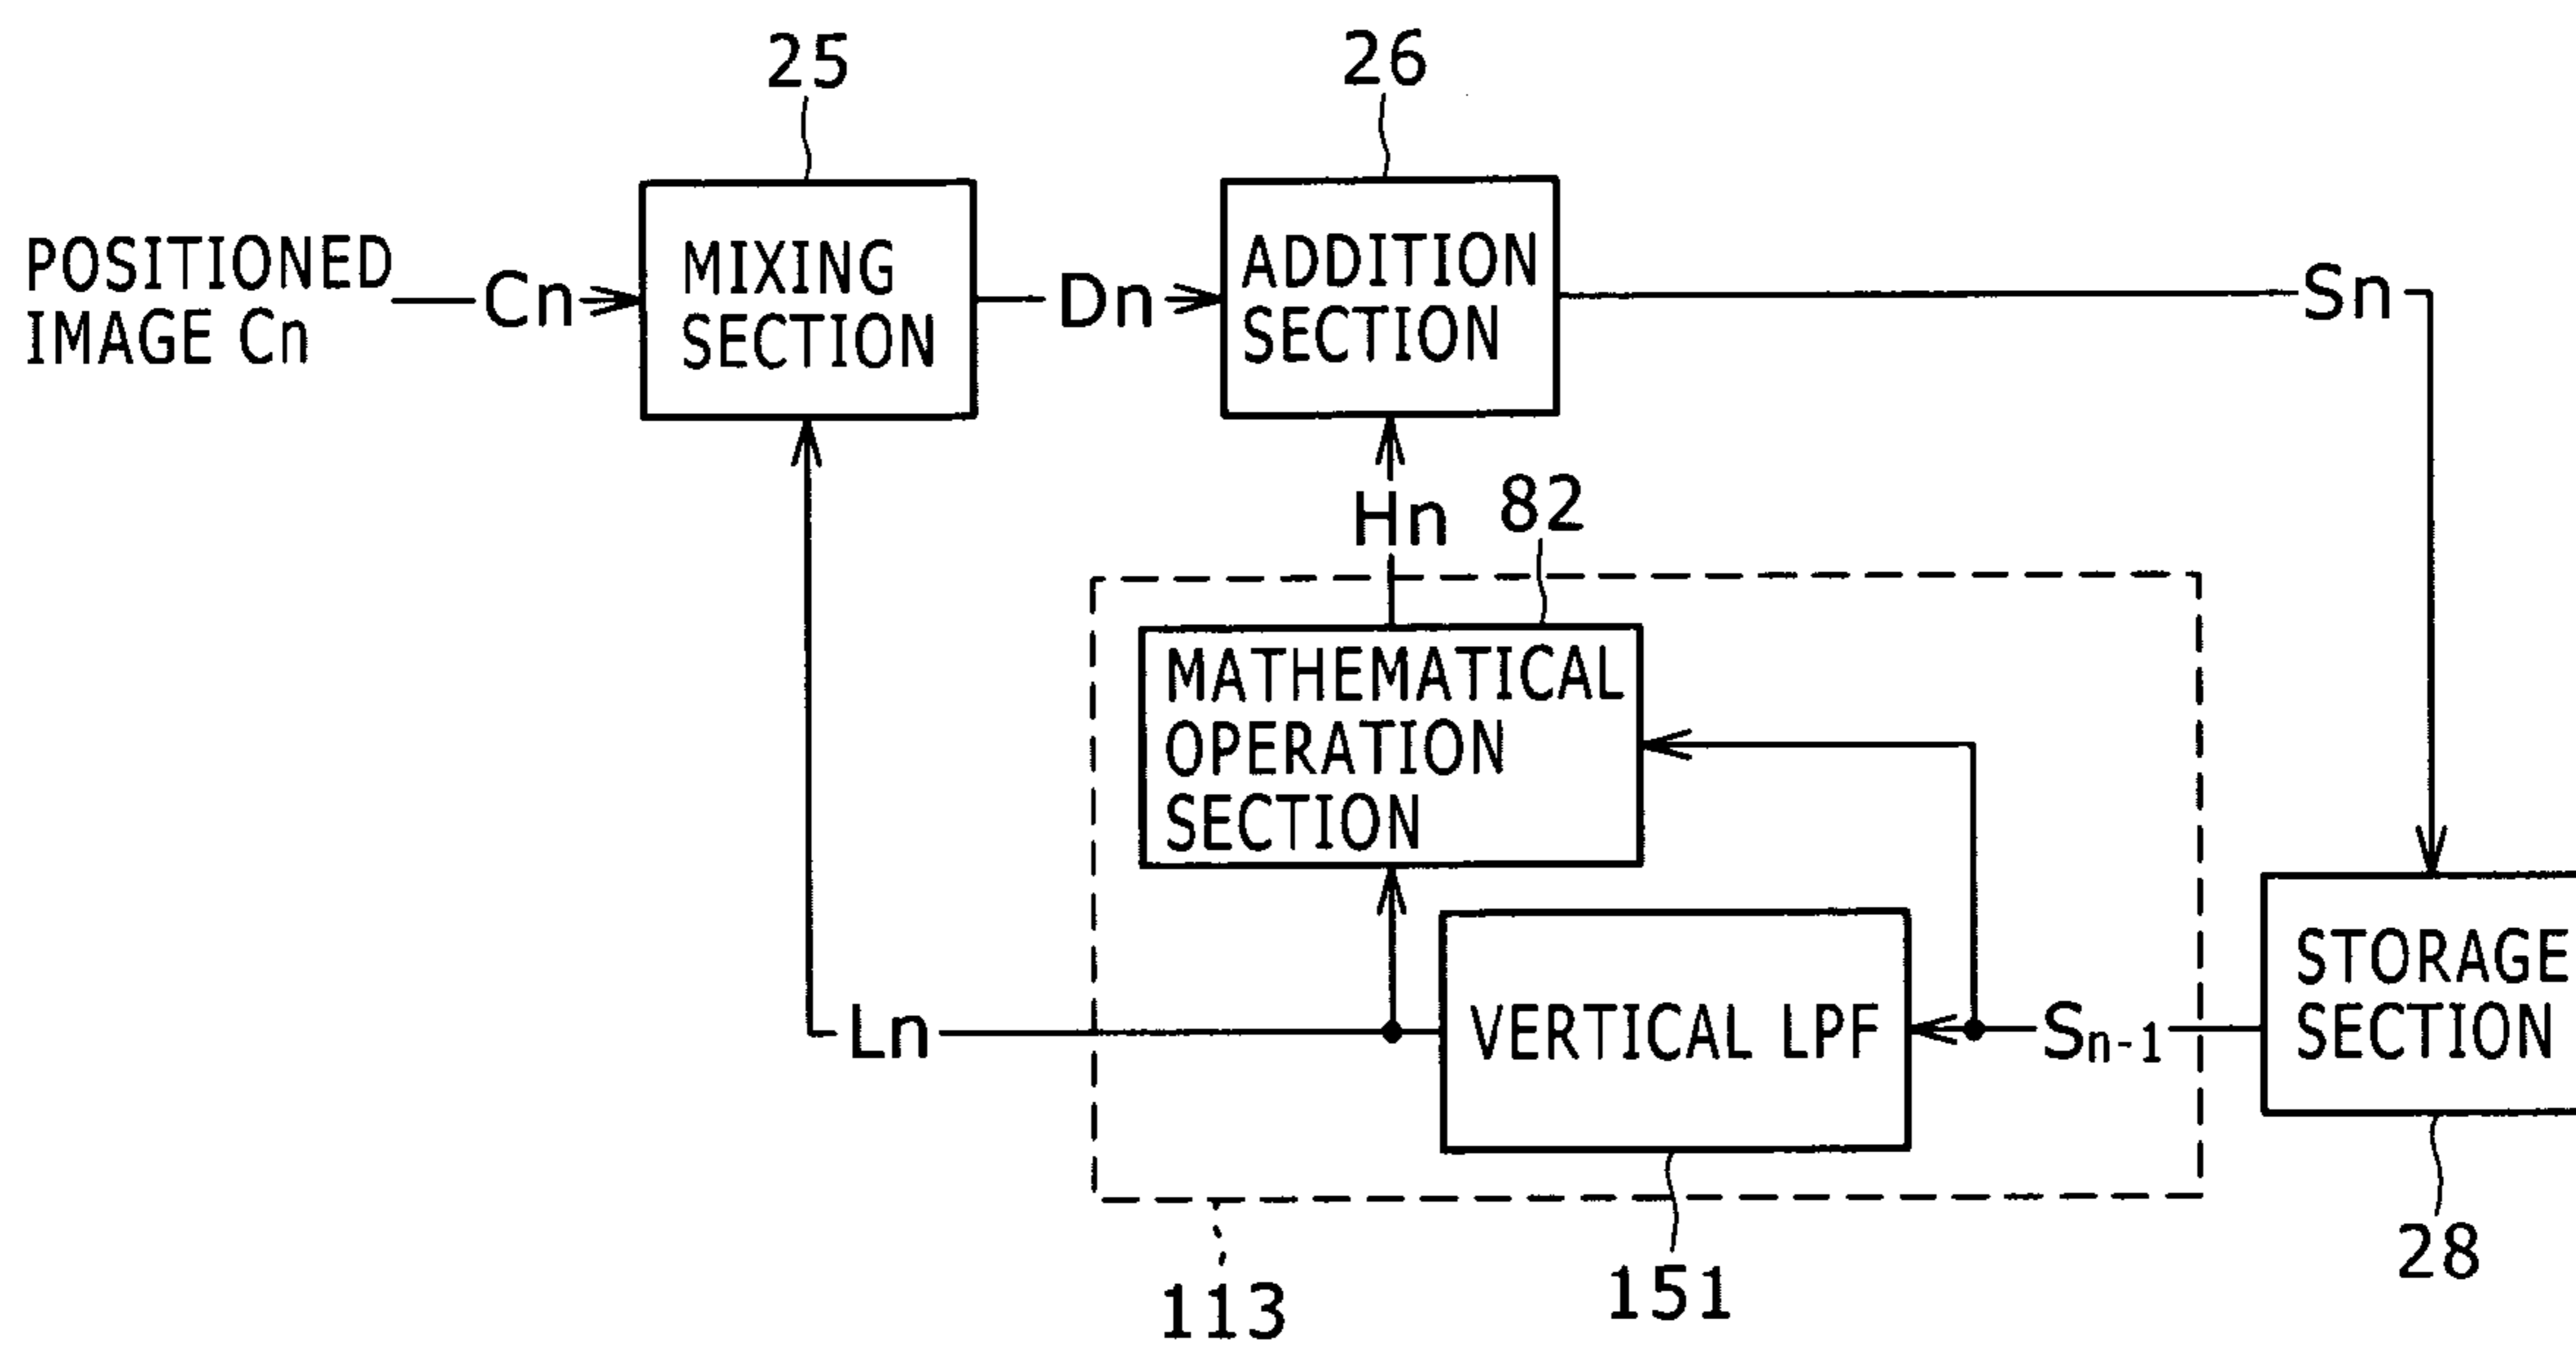 25
26
POSITIONED
IMAGE Cn
Cn
MIXING
SECTION
Dn
ADDITION
SECTION
Sn
Hn
82
MATHEMATICAL
OPERATION
SECTION
Ln
VERTICAL LPF
Sn-1
STORAGE
SECTION
28
151
113